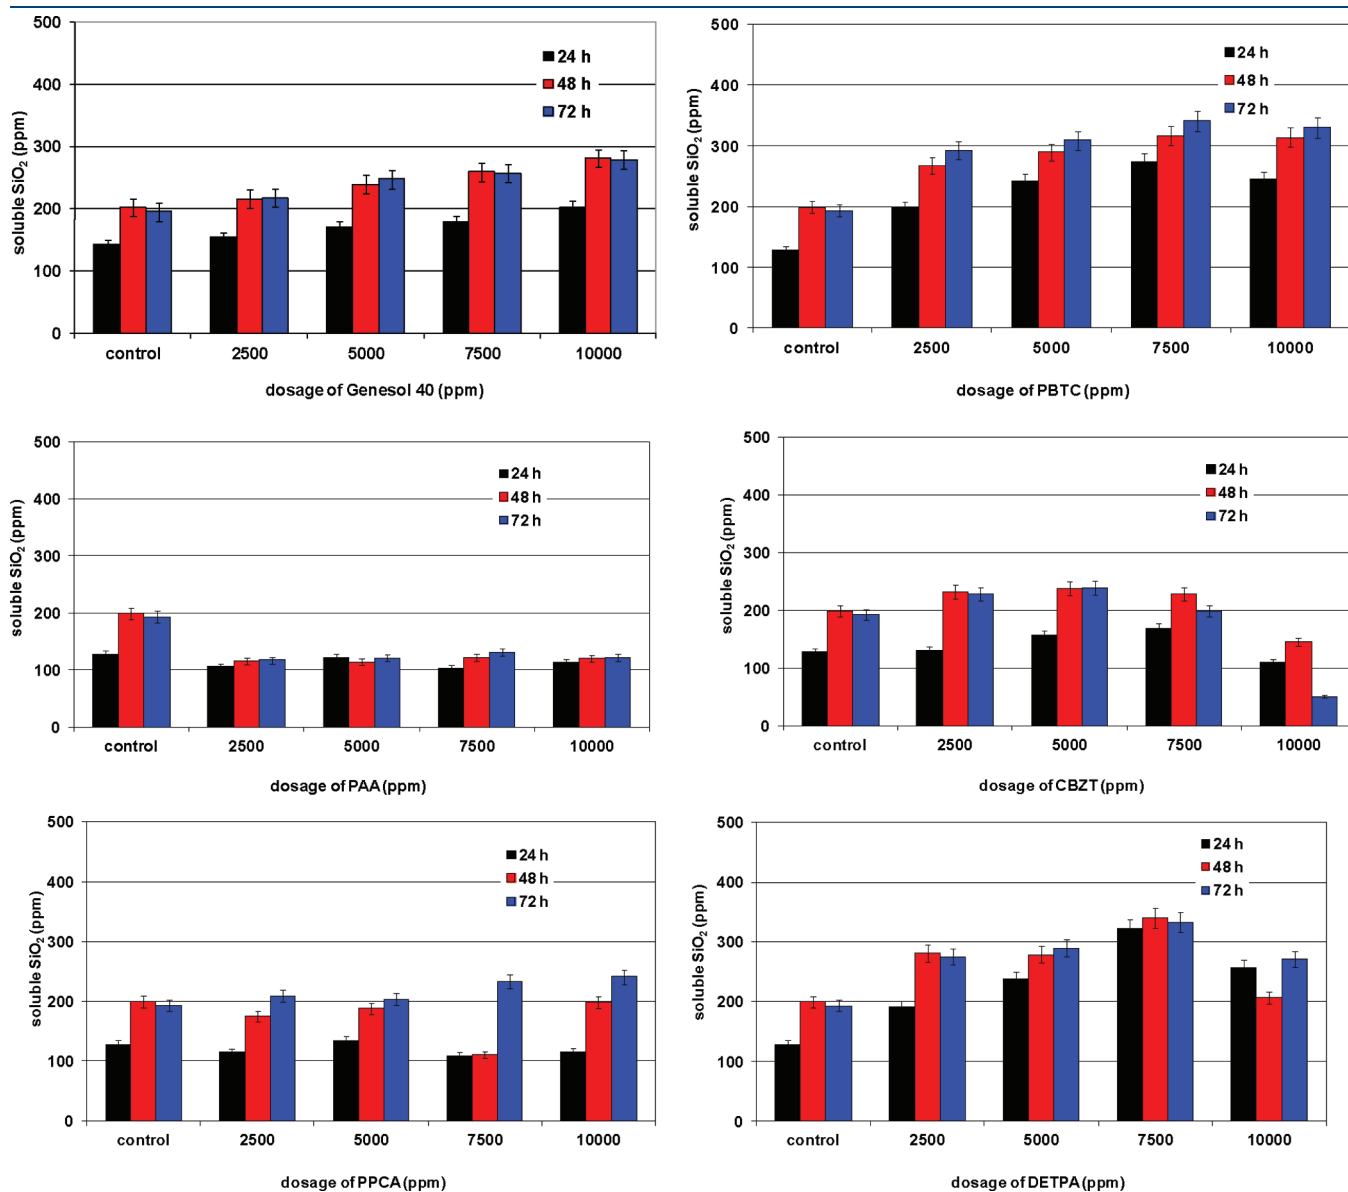 500
400
300
200
100
0
soluble SiO₂ (ppm)
24 h
48 h
72 h
control 2500 5000 7500 10000
dosage of Genesol 40 (ppm)
500
400
300
200
100
0
soluble SiO₂ (ppm)
24 h
48 h
72 h
control 2500 5000 7500 10000
dosage of PBTC (ppm)
500
400
300
200
100
0
soluble SiO₂ (ppm)
24 h
48 h
72 h
control 2500 5000 7500 10000
dosage of PAA (ppm)
500
400
300
200
100
0
soluble SiO₂ (ppm)
24 h
48 h
72 h
control 2500 5000 7500 10000
dosage of CBZT (ppm)
500
400
300
200
100
0
soluble SiO₂ (ppm)
24 h
48 h
72 h
control 2500 5000 7500 10000
dosage of PPCA (ppm)
500
400
300
200
100
0
soluble SiO₂ (ppm)
24 h
48 h
72 h
control 2500 5000 7500 10000
dosage of DETPA (ppm)